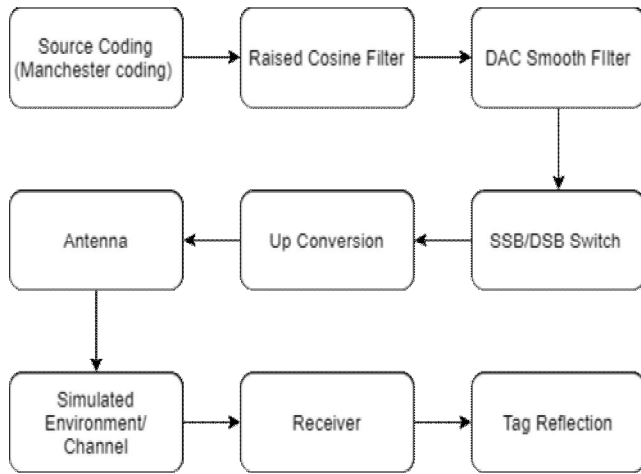 Source Coding
(Manchester coding)
Raised Cosine Filter
DAC Smooth FIlter
Antenna
Up Conversion
SSB/DSB Switch
Simulated
Environment/
Channel
Receiver
Tag Reflection